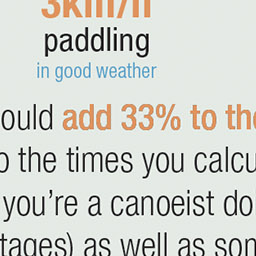 3km/h
paddling
in good weather
ould add 33% to the
o the times you calcu
you're a canoeist do
tages) as well as som